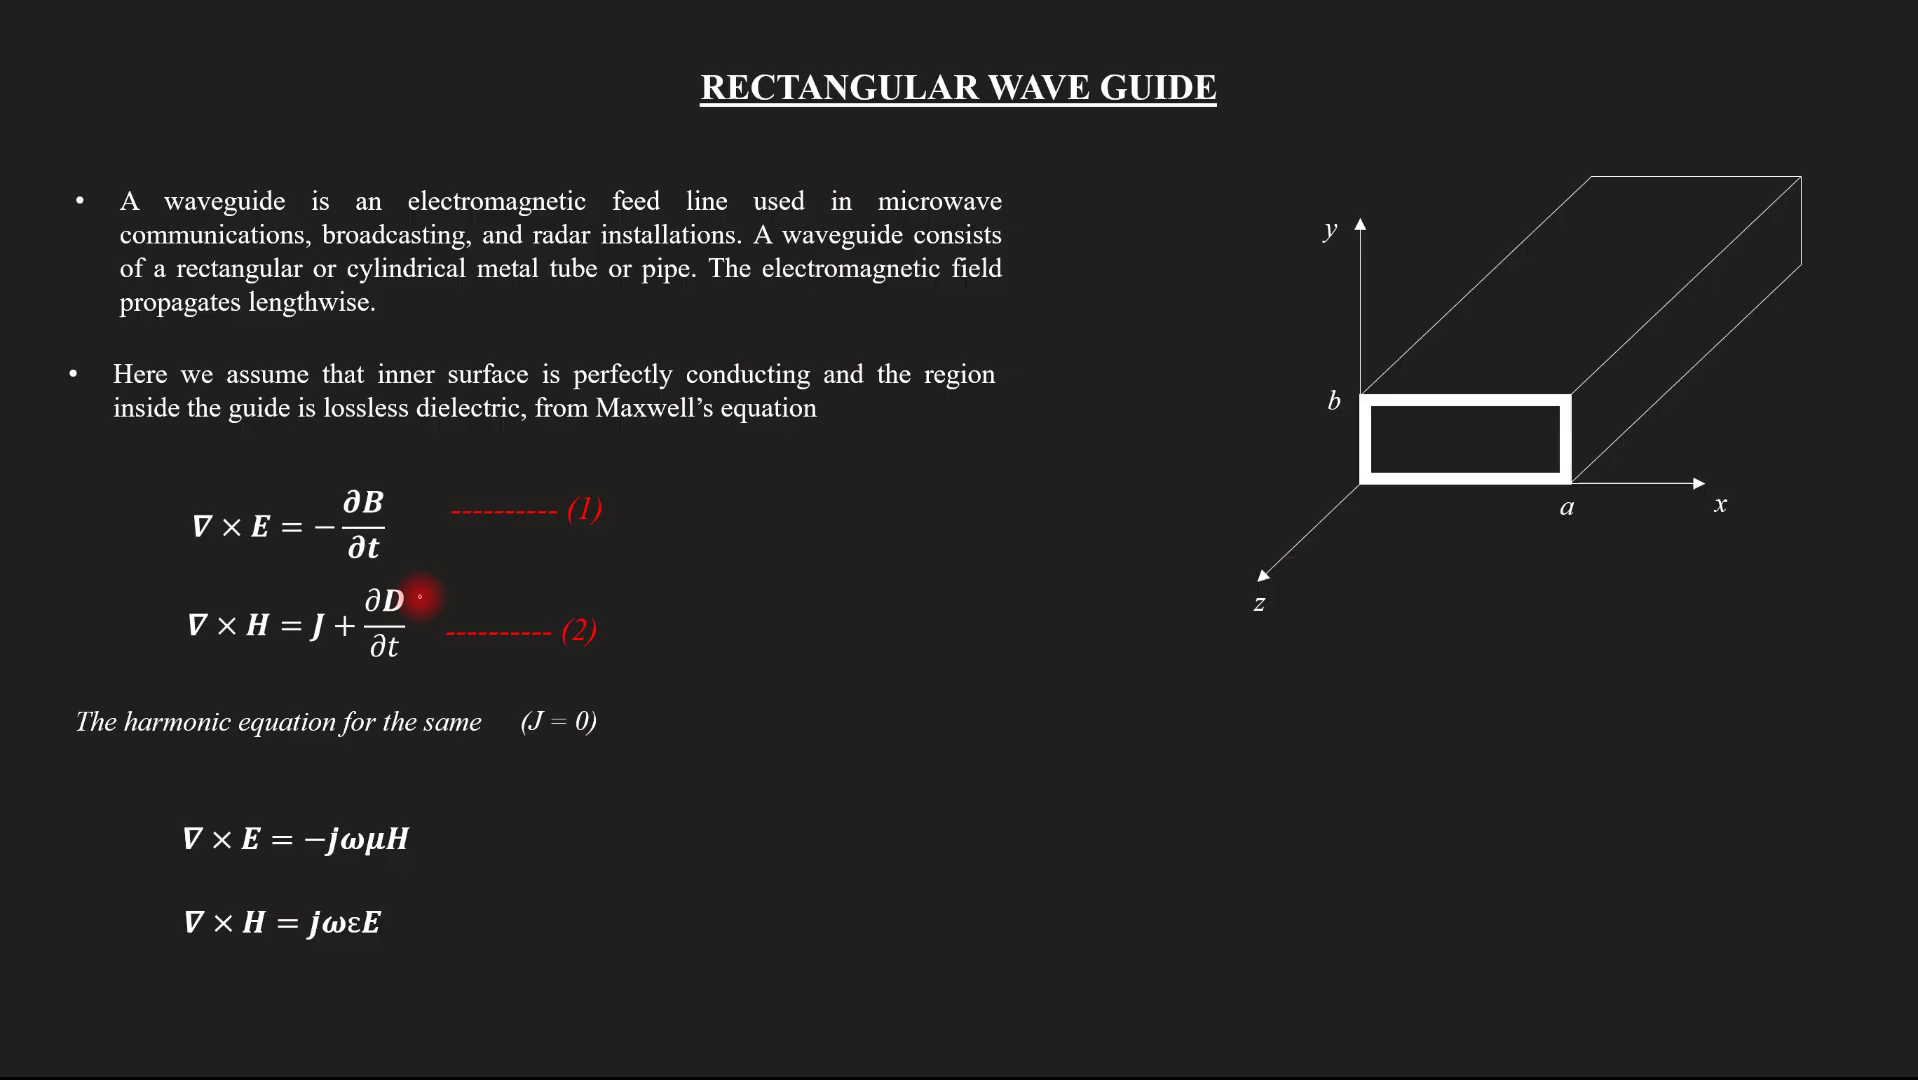 RECTANGULAR WAVE GUIDE
• A waveguide is an electromagnetic feed line used in microwave
communications, broadcasting, and radar installations. A waveguide consists
of a rectangular or cylindrical metal tube or pipe. The electromagnetic field
propagates lengthwise.
• Here we assume that inner surface is perfectly conducting and the region
inside the guide is lossless dielectric, from Maxwell’s equation
∇ × E = − ∂B/∂t ---------- (1)
∇ × H = J + ∂D/∂t ---------- (2)
The harmonic equation for the same (J = 0)
∇ × E = −jωμH
∇ × H = jωεE
y
b
a
x
z